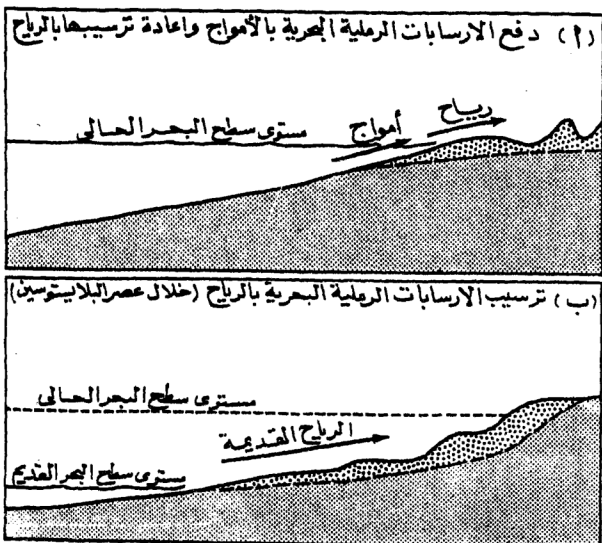 (أ) دفع الارسابات الرملية البحرية بالأمواج واعادة ترسيبها بالرياح
رياح
أمواج
مستوى سطح البحر الحالى
(ب) ترسيب الارسابات الرملية البحرية بالرياح (خلال عصر البلايستوسين)
مستوى سطح البحر الحالى
الرياح القديمة
مستوى سطح البحر القديم